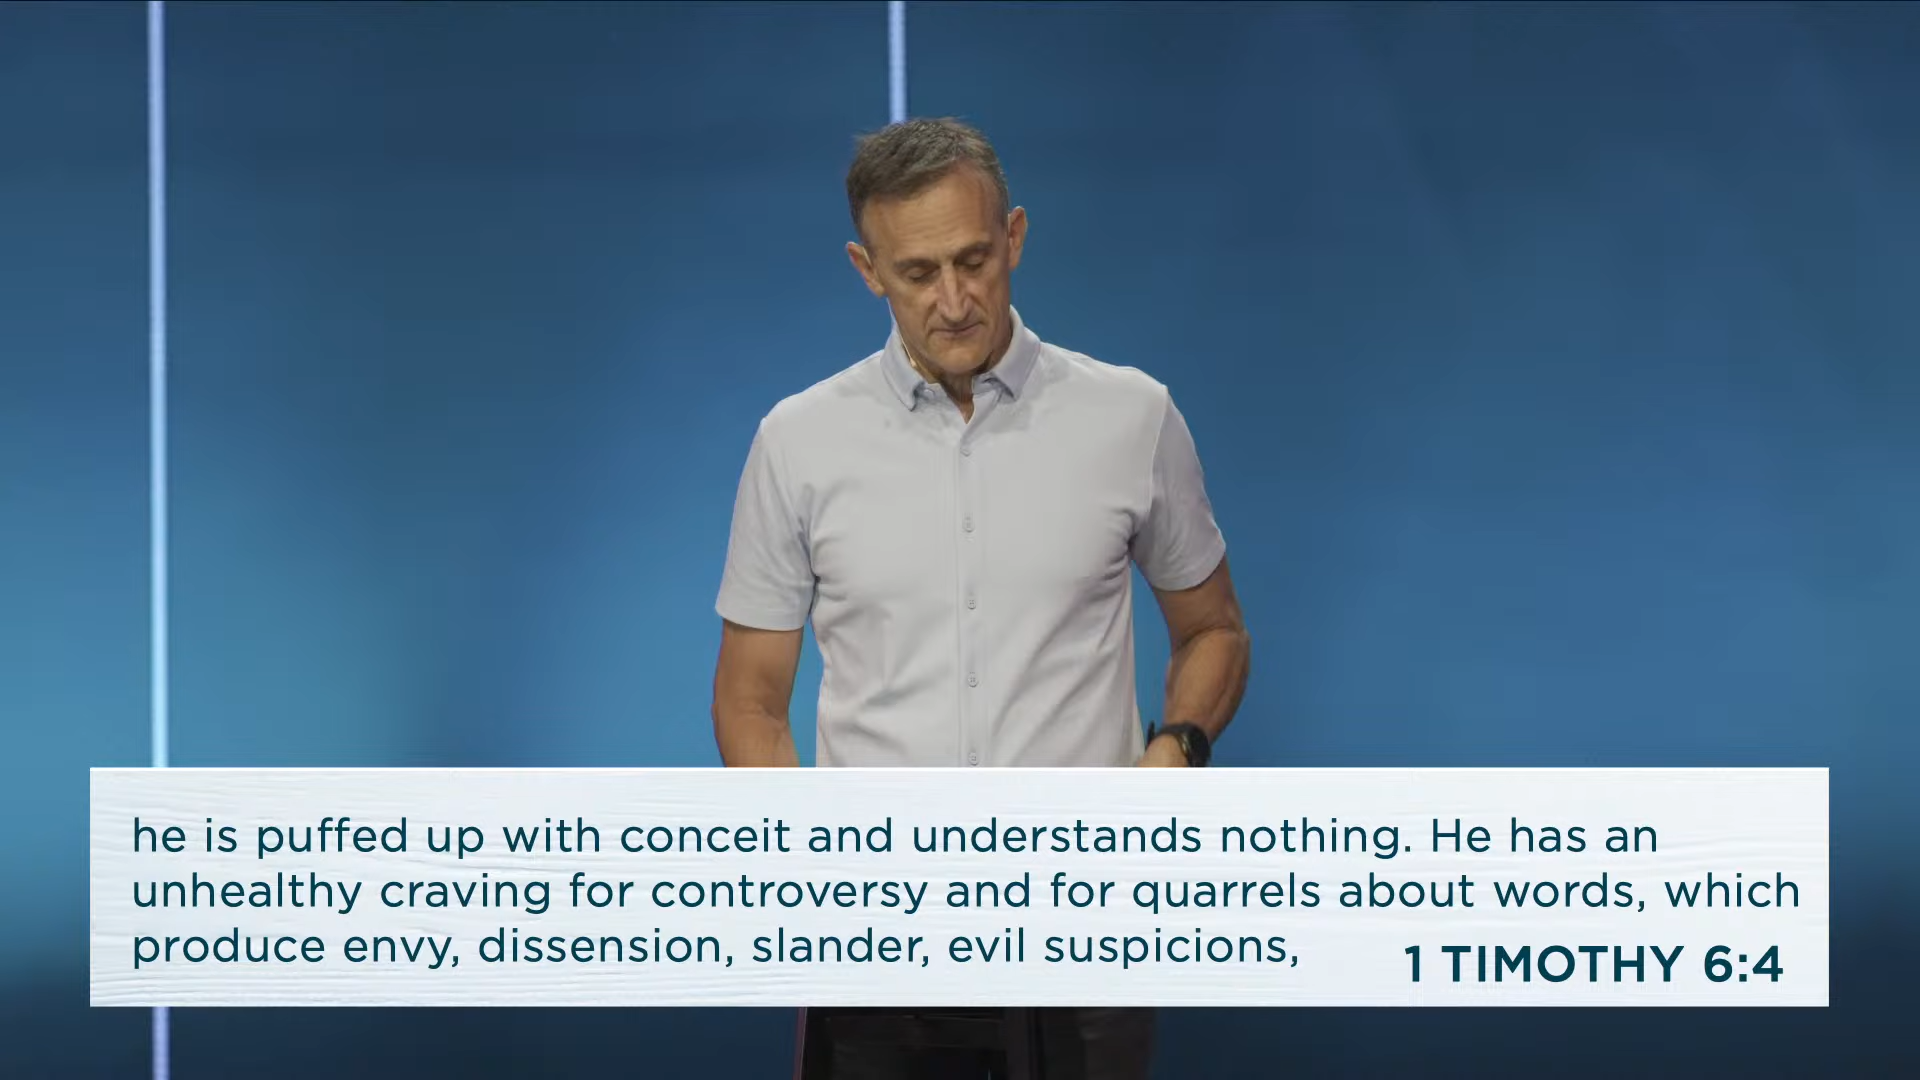 he is puffed up with conceit and understands nothing. He has an
unhealthy craving for controversy and for quarrels about words, which
produce envy, dissension, slander, evil suspicions,
1 TIMOTHY 6:4